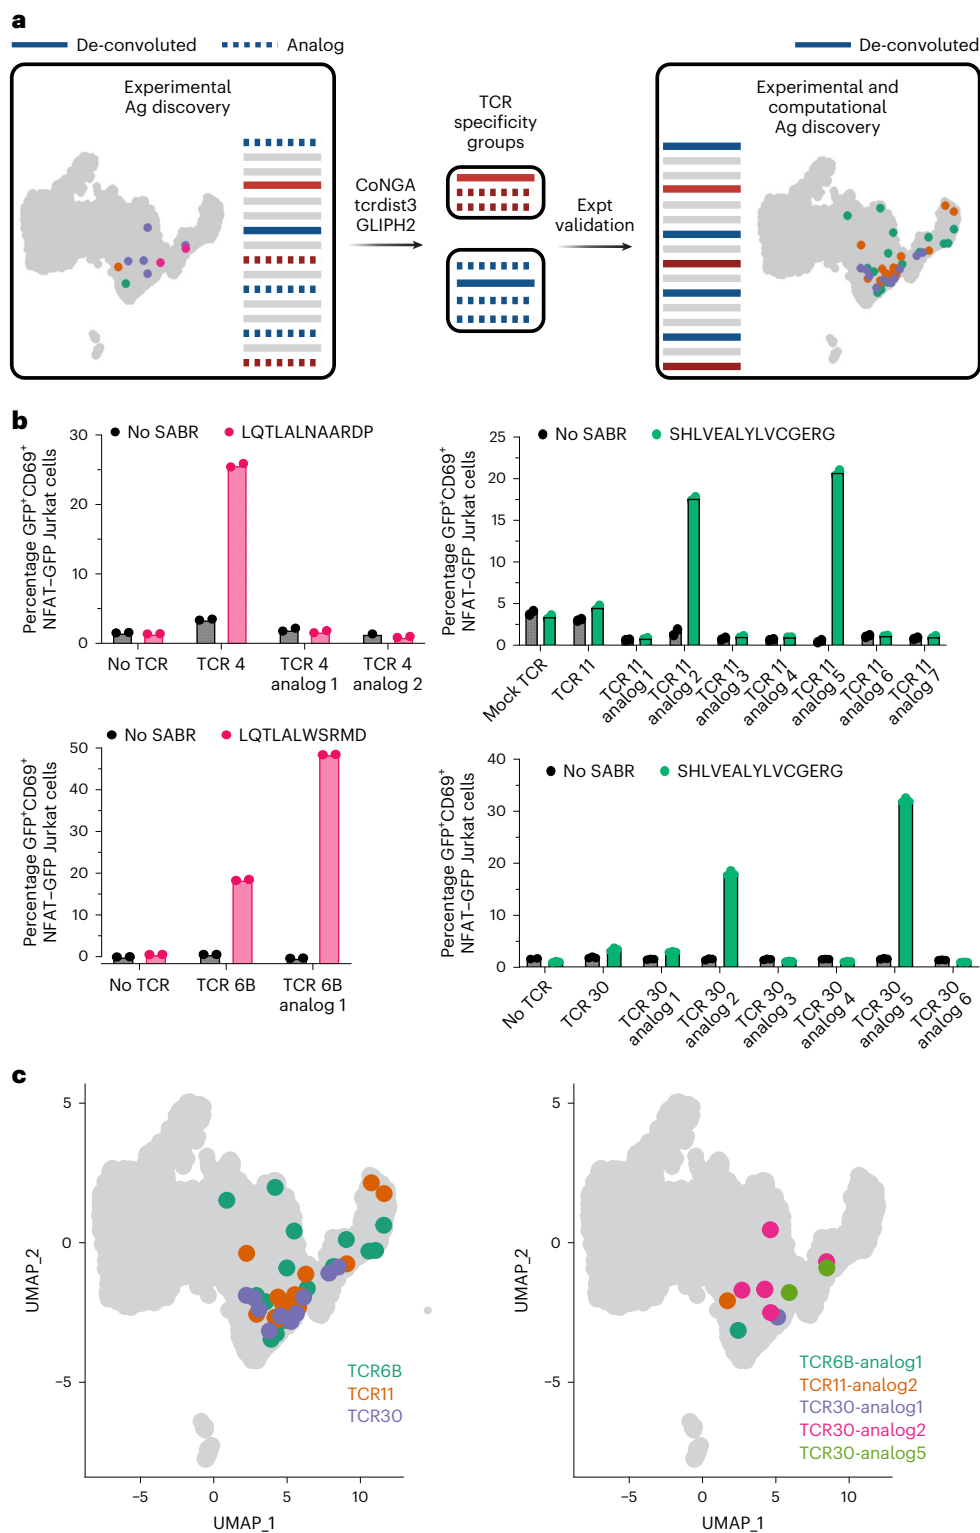 a
De-convoluted
Analog
De-convoluted
Experimental
Ag discovery
CoNGA
tcrdist3
GLIPH2
TCR
specificity
groups
Expt
validation
Experimental and
computational
Ag discovery
b
No SABR
LQTLALNAARDP
Percentage GFP⁺CD69⁺
NFAT–GFP Jurkat cells
30
20
10
0
No TCR
TCR 4
TCR 4
analog 1
TCR 4
analog 2
No SABR
SHLVEALYLVCGERG
Percentage GFP⁺CD69⁺
NFAT–GFP Jurkat cells
25
20
15
10
5
0
Mock TCR
TCR 11
TCR 11
analog 1
TCR 11
analog 2
TCR 11
analog 3
TCR 11
analog 4
TCR 11
analog 5
TCR 11
analog 6
TCR 11
analog 7
No SABR
LQTLALWSRMD
Percentage GFP⁺CD69⁺
NFAT–GFP Jurkat cells
50
40
30
20
10
0
No TCR
TCR 6B
TCR 6B
analog 1
No SABR
SHLVEALYLVCGERG
Percentage GFP⁺CD69⁺
NFAT–GFP Jurkat cells
40
30
20
10
0
No TCR
TCR 30
TCR 30
analog 1
TCR 30
analog 2
TCR 30
analog 3
TCR 30
analog 4
TCR 30
analog 5
TCR 30
analog 6
c
UMAP_2
5
0
−5
TCR6B
TCR11
TCR30
−5
0
5
10
UMAP_1
UMAP_2
5
0
−5
TCR6B-analog1
TCR11-analog2
TCR30-analog1
TCR30-analog2
TCR30-analog5
−5
0
5
10
UMAP_1